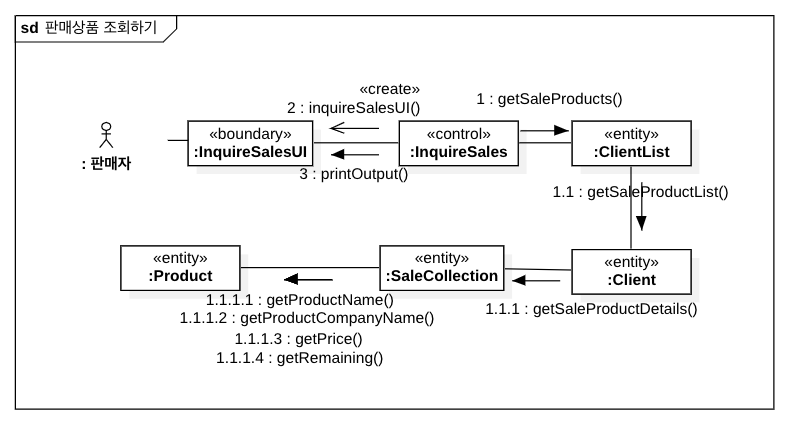 sd 판매상품 조회하기
«create»
2 : inquireSalesUI()
1 : getSaleProducts()
: 판매자
«boundary»
:InquireSalesUI
«control»
:InquireSales
«entity»
:ClientList
3 : printOutput()
1.1 : getSaleProductList()
«entity»
:Product
«entity»
:SaleCollection
«entity»
:Client
1.1.1.1 : getProductName()
1.1.1.2 : getProductCompanyName()
1.1.1.3 : getPrice()
1.1.1.4 : getRemaining()
1.1.1 : getSaleProductDetails()